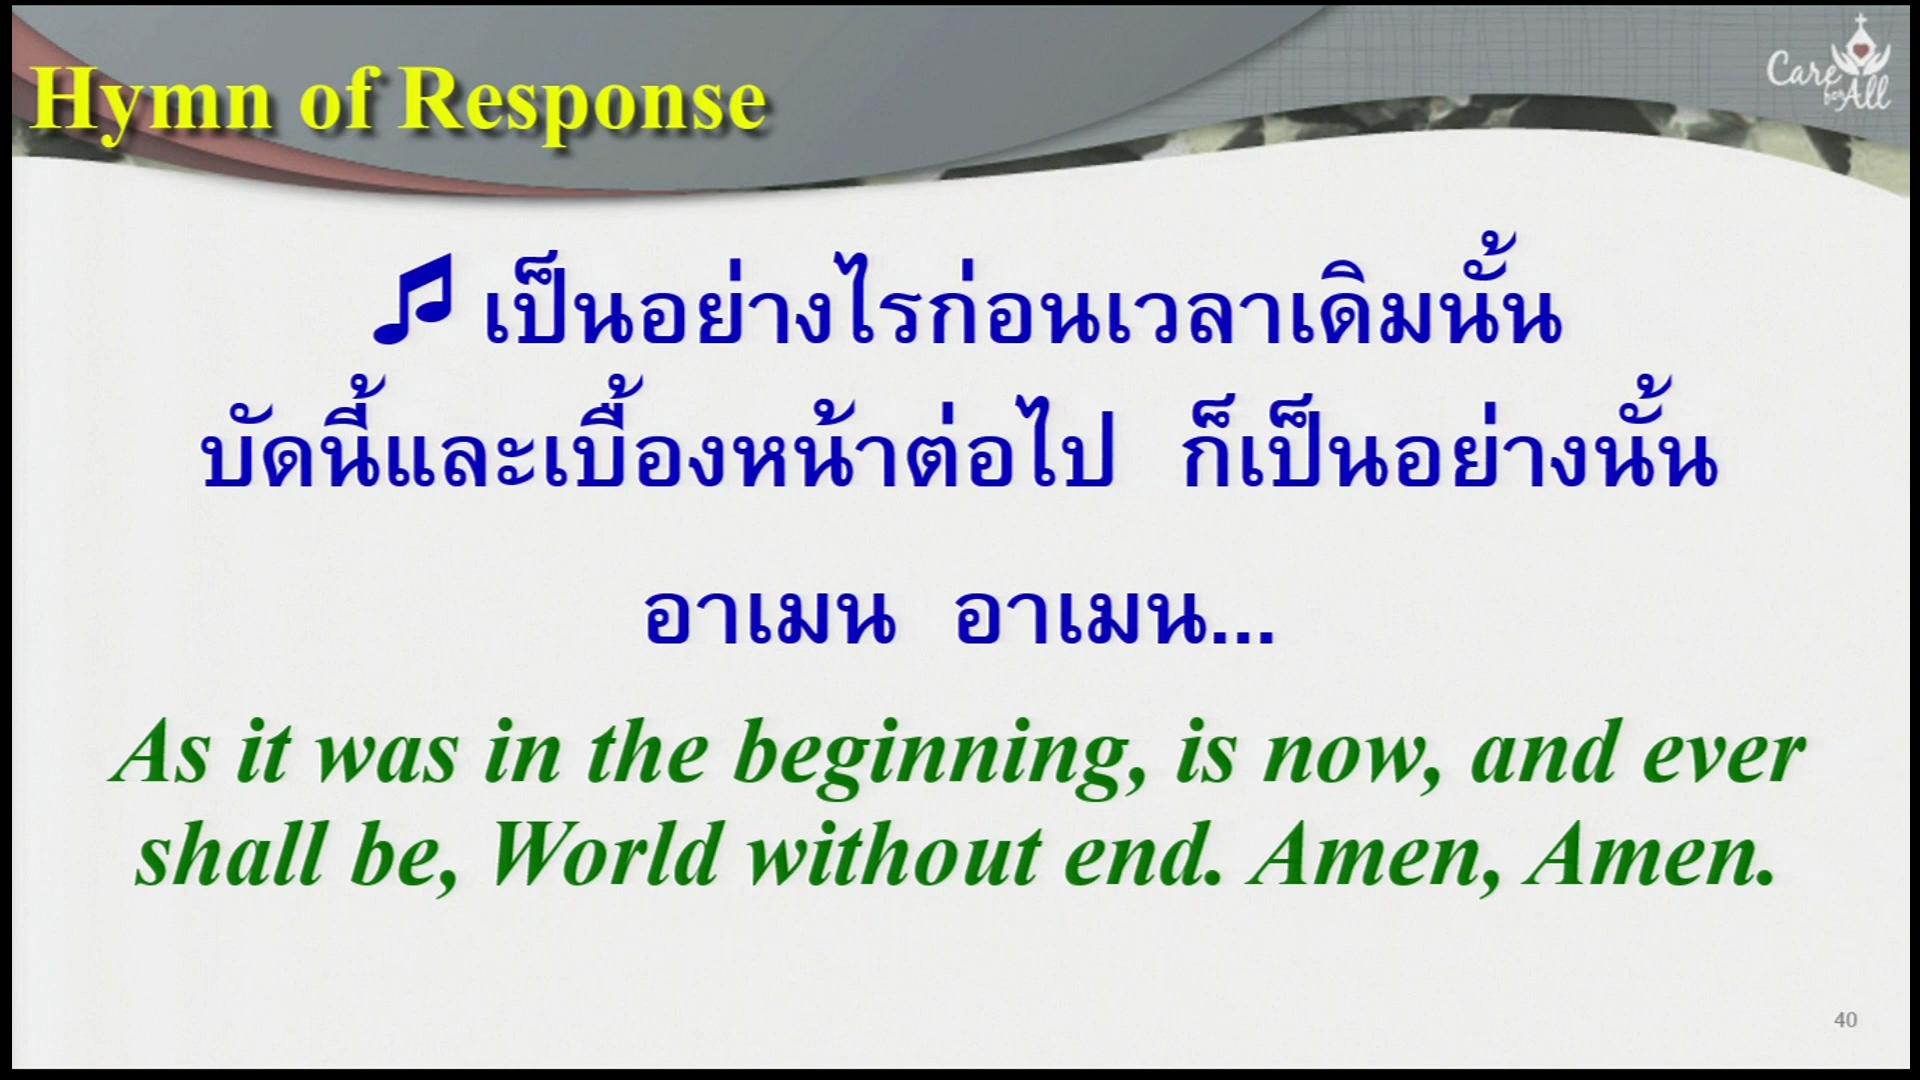 Hymn of Response
Care for All
♫ เป็นอย่างไรก่อนเวลาเดิมนั้น
บัดนี้และเบื้องหน้าต่อไป ก็เป็นอย่างนั้น
อาเมน อาเมน...
As it was in the beginning, is now, and ever
shall be, World without end. Amen, Amen.
40